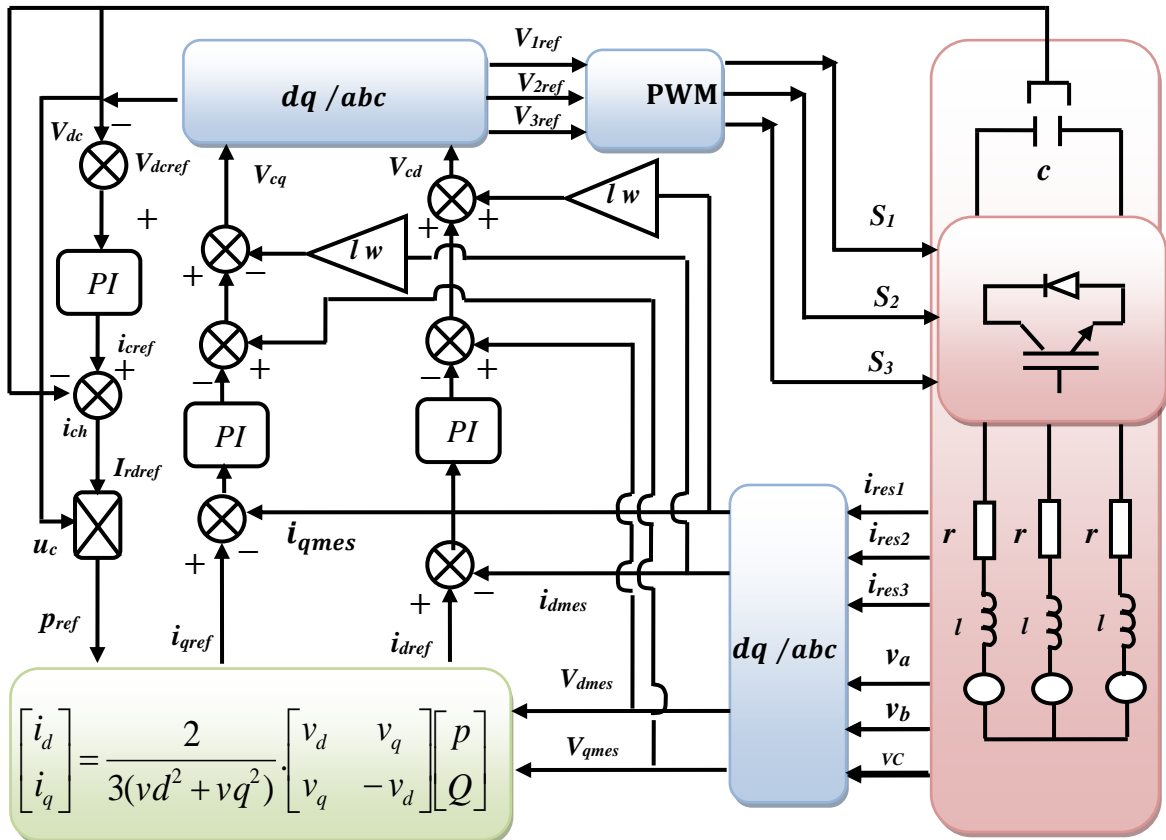 V1ref
V2ref
V3ref
dq /abc
PWM
Vdc
−
Vdcref
+
Vcq
Vcd
l w
+
+
c
S1
S2
S3
l w
+
−
PI
icref
−
+
ich
−
+
−
+
PI
PI
Irdref
uc
pref
iqmes
+
−
idmes
+
−
iqref
idref
ires1
ires2
ires3
r
r
r
l
l
l
dq /abc
va
vb
VC
Vdmes
Vqmes
[id iq] = 2 / 3(vd² + vq²) . [vd vq vq −vd] [p Q]